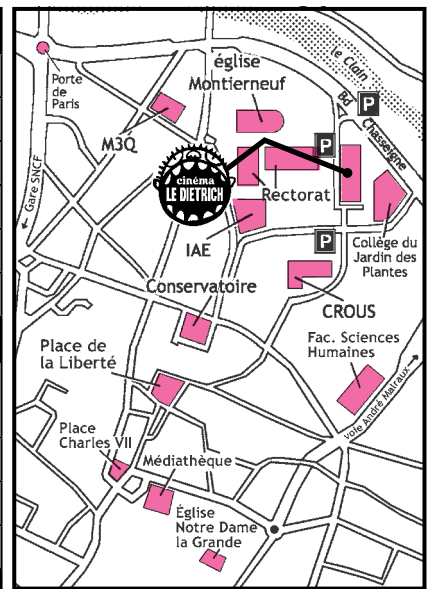 le Clain
église
Montierneuf
Porte
de
Paris
P
Bd Chasseigne
M3Q
P
cinéma
LE DIETRICH
Rectorat
← Gare SNCF
IAE
P
Collège du
Jardin des
Plantes
Conservatoire
CROUS
Fac. Sciences
Humaines
Place de
la Liberté
voie André Malraux →
Place
Charles VII
Médiathèque
Église
Notre Dame
la Grande